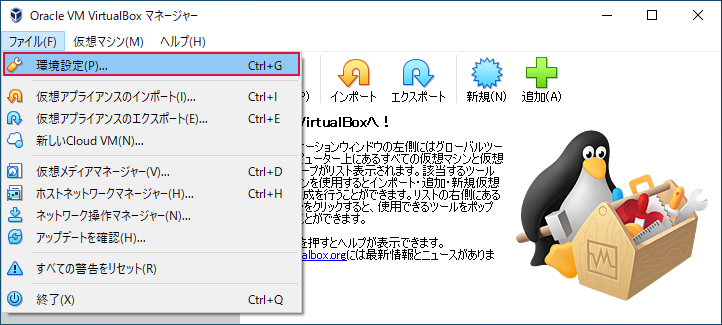 Oracle VM VirtualBox マネージャー
ファイル(F) 仮想マシン(M) ヘルプ(H)
環境設定(P)... Ctrl+G
仮想アプライアンスのインポート(I)... Ctrl+I
仮想アプライアンスのエクスポート(E)... Ctrl+E
新しいCloud VM(N)...
仮想メディアマネージャー(V)... Ctrl+D
ホストネットワークマネージャー(H)... Ctrl+H
ネットワーク操作マネージャー(N)...
アップデートを確認(H)...
すべての警告をリセット(R)
終了(X) Ctrl+Q
P) インポート エクスポート 新規(N) 追加(A)
VirtualBoxへ!
ーションウィンドウの左側にはグローバルツー
ピューター上にあるすべての仮想マシンと仮想
ープがリスト表示されます。該当するツール
ンを使用するとインポート・追加・新規仮想
成を行うことができます。リストの右側にある
をクリックすると、使用できるツールをポップ
とができます。
を押すとヘルプが表示できます。
albox.orgには最新情報とニュースがありま